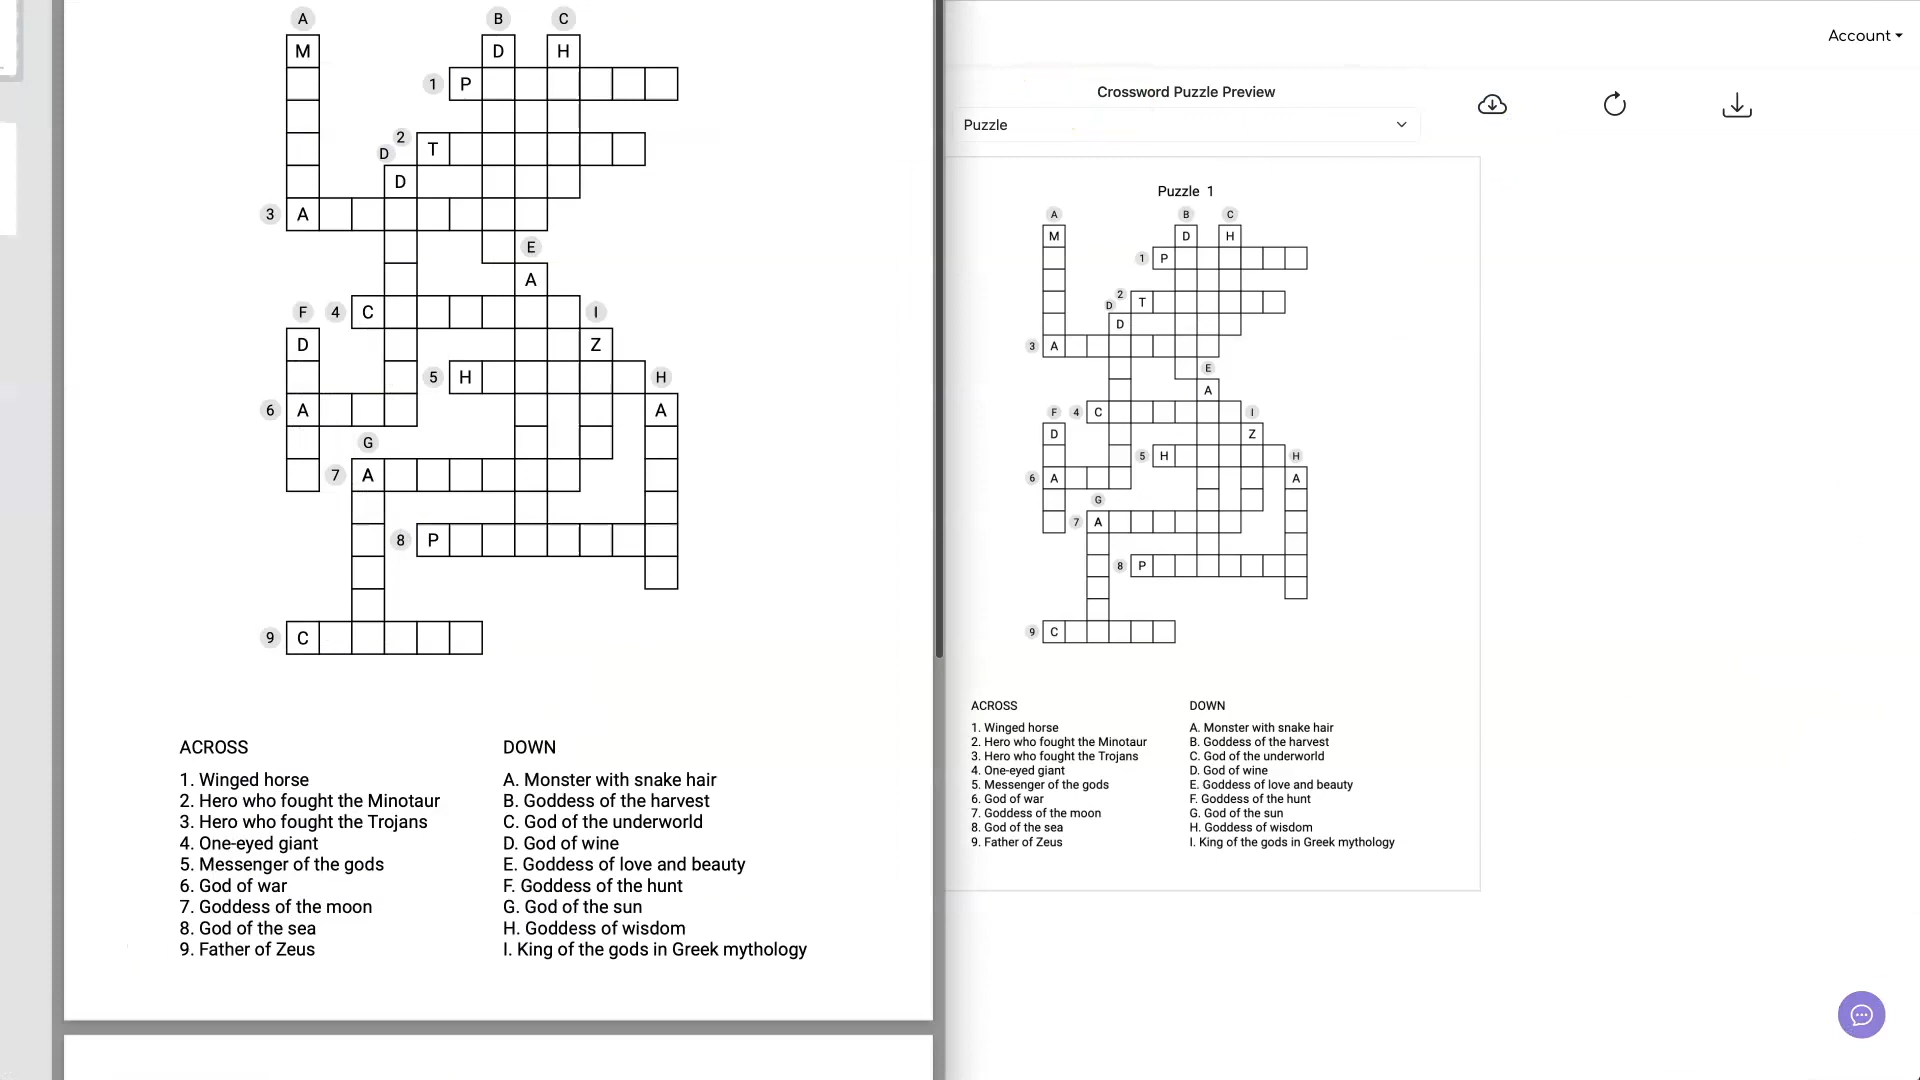 A B C
M D H
1 P
2
D T
D
3 A
E
A
F 4 C I
D Z
5 H H
6 A A
G
7 A
8 P
9 C
ACROSS
1. Winged horse
2. Hero who fought the Minotaur
3. Hero who fought the Trojans
4. One-eyed giant
5. Messenger of the gods
6. God of war
7. Goddess of the moon
8. God of the sea
9. Father of Zeus
DOWN
A. Monster with snake hair
B. Goddess of the harvest
C. God of the underworld
D. God of wine
E. Goddess of love and beauty
F. Goddess of the hunt
G. God of the sun
H. Goddess of wisdom
I. King of the gods in Greek mythology
Account
Crossword Puzzle Preview
Puzzle
Puzzle 1
A B C
M D H
1 P
2
D T
D
3 A
E
A
F 4 C I
D Z
5 H H
6 A A
G
7 A
8 P
9 C
ACROSS
1. Winged horse
2. Hero who fought the Minotaur
3. Hero who fought the Trojans
4. One-eyed giant
5. Messenger of the gods
6. God of war
7. Goddess of the moon
8. God of the sea
9. Father of Zeus
DOWN
A. Monster with snake hair
B. Goddess of the harvest
C. God of the underworld
D. God of wine
E. Goddess of love and beauty
F. Goddess of the hunt
G. God of the sun
H. Goddess of wisdom
I. King of the gods in Greek mythology